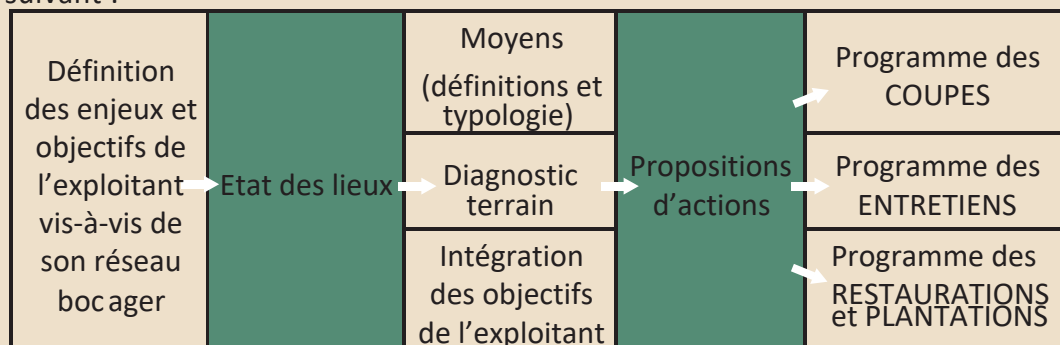 suivant :
Définition
des enjeux et
objectifs de
l'exploitant
vis-à-vis de
son réseau
bocager
Etat des lieux
Moyens
(définitions et
typologie)
Diagnostic
terrain
Intégration
des objectifs
de l'exploitant
Propositions
d'actions
Programme des
COUPES
Programme des
ENTRETIENS
Programme des
RESTAURATIONS
et PLANTATIONS